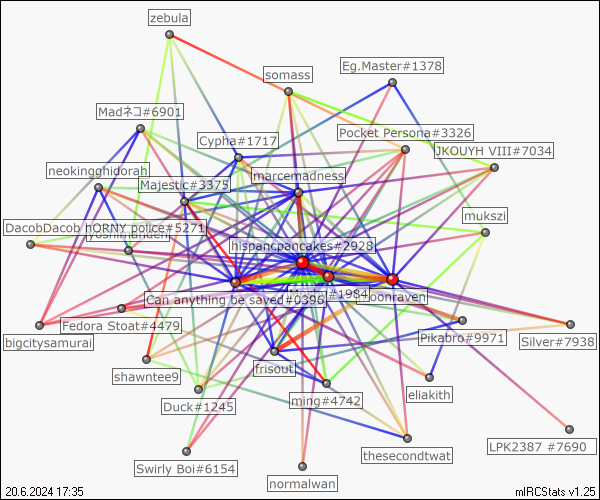 zebula
somass
Eg.Master#1378
Madネコ#6901
Cypha#1717
Pocket Persona#3326
JKOUYH VIII#7034
neokingghidorah
Majestic#3375
marcemadness
mukszi
DacobDacob
hORNY police#5271
hispancpancakes#2928
Can anything be saved#0396
#1984
moonraven
Fedora Stoat#4479
bigcitysamurai
Pikabro#9971
Silver#7938
shawntee9
frisout
Duck#1245
ming#4742
eliakith
LPK2387 #7690
Swirly Boi#6154
thesecondtwat
normalwan
20.6.2024 17:35
mIRCStats v1.25